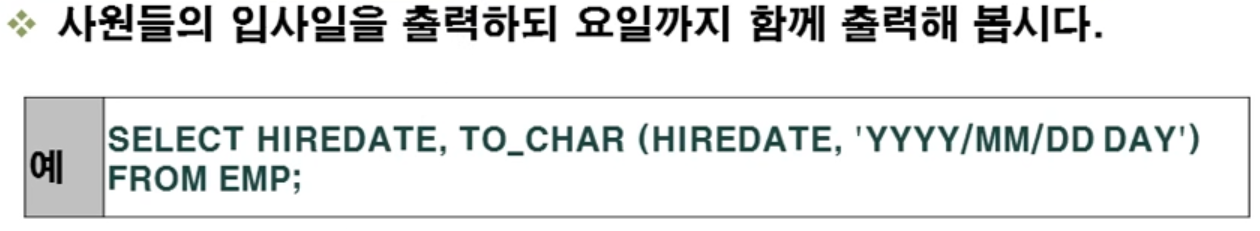 사원들의 입사일을 출력하되 요일까지 함께 출력해 봅시다.
예
SELECT HIREDATE, TO_CHAR (HIREDATE, 'YYYY/MM/DD DAY')
FROM EMP;